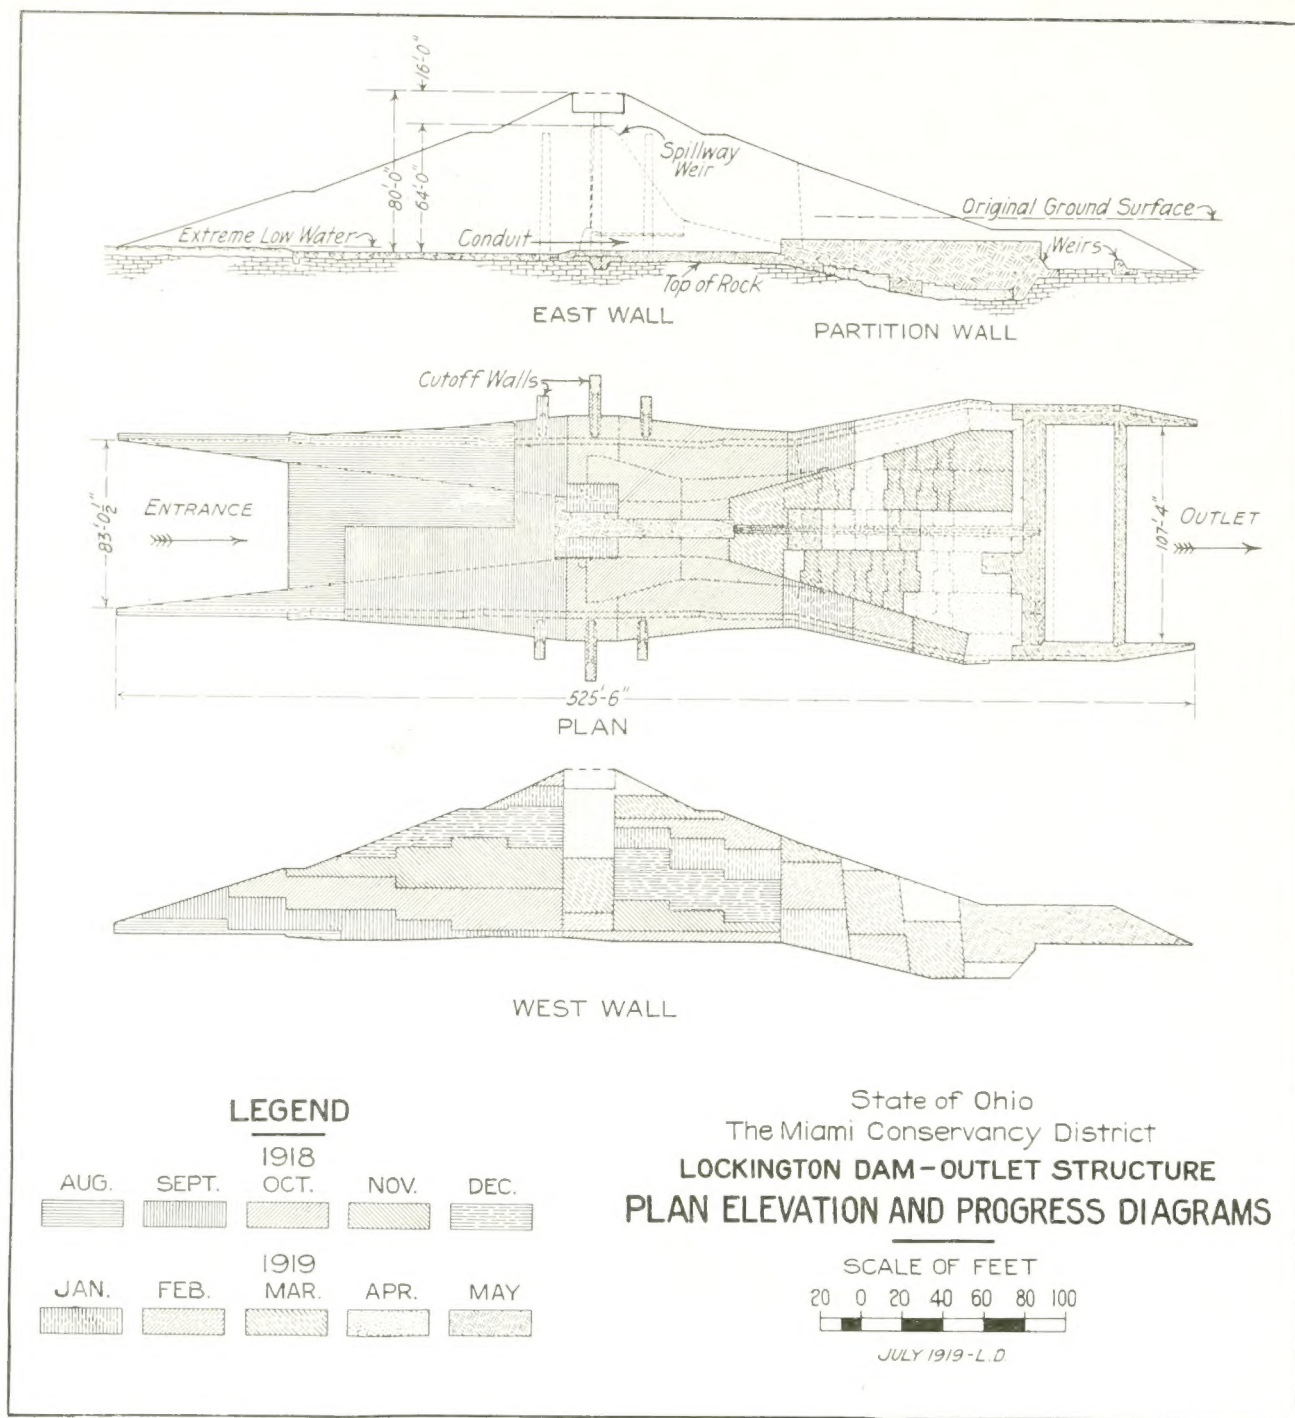 16'-0"
80'-0"
64'-0"
Spillway
Weir
Original Ground Surface
Extreme Low Water
Conduit
Weirs
Top of Rock
EAST WALL
PARTITION WALL
Cutoff Walls
83'-0½"
ENTRANCE
107'-4"
OUTLET
525'-6"
PLAN
WEST WALL
LEGEND
1918
AUG. SEPT. OCT. NOV. DEC.
1919
JAN. FEB. MAR. APR. MAY
State of Ohio
The Miami Conservancy District
LOCKINGTON DAM-OUTLET STRUCTURE
PLAN ELEVATION AND PROGRESS DIAGRAMS
SCALE OF FEET
20 0 20 40 60 80 100
JULY 1919-L.D.